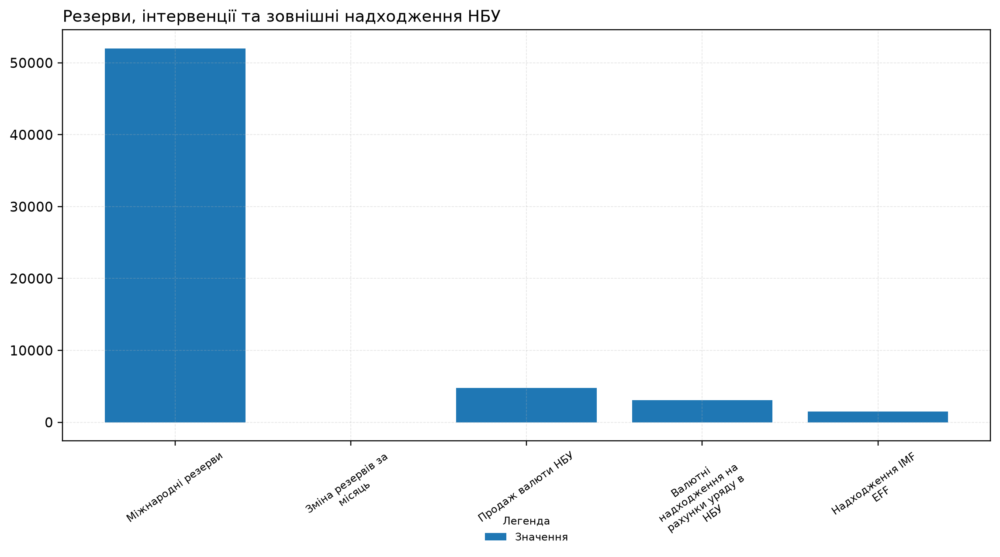 Резерви, інтервенції та зовнішні надходження НБУ
50000
40000
30000
20000
10000
0
Міжнародні резерви
Зміна резервів за
місяць
Продаж валюти НБУ
Валютні
надходження на
рахунки уряду в
НБУ
Надходження IMF
EFF
Легенда
Значення